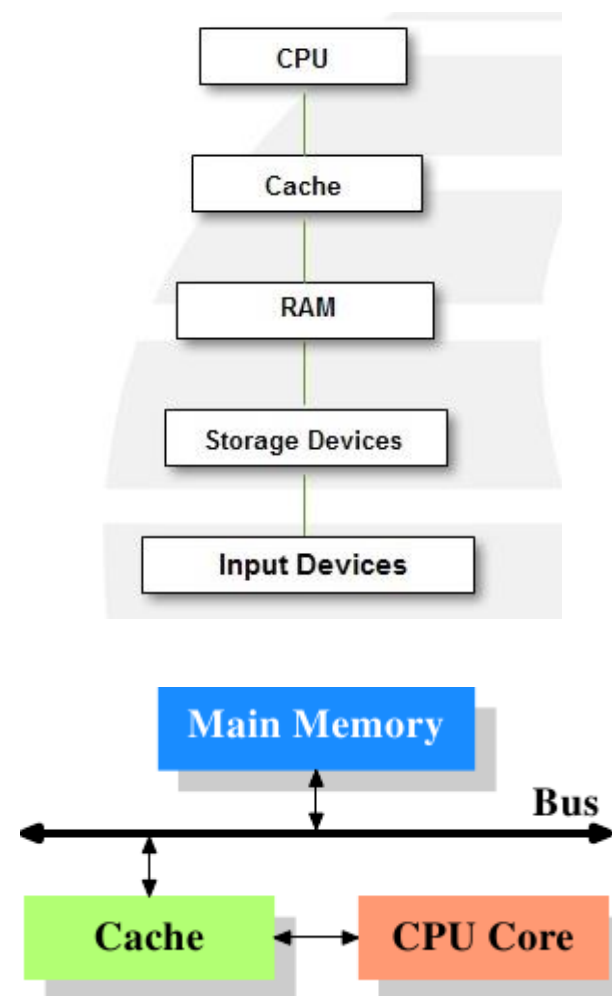 CPU
Cache
RAM
Storage Devices
Input Devices
Main Memory
Bus
Cache
CPU Core